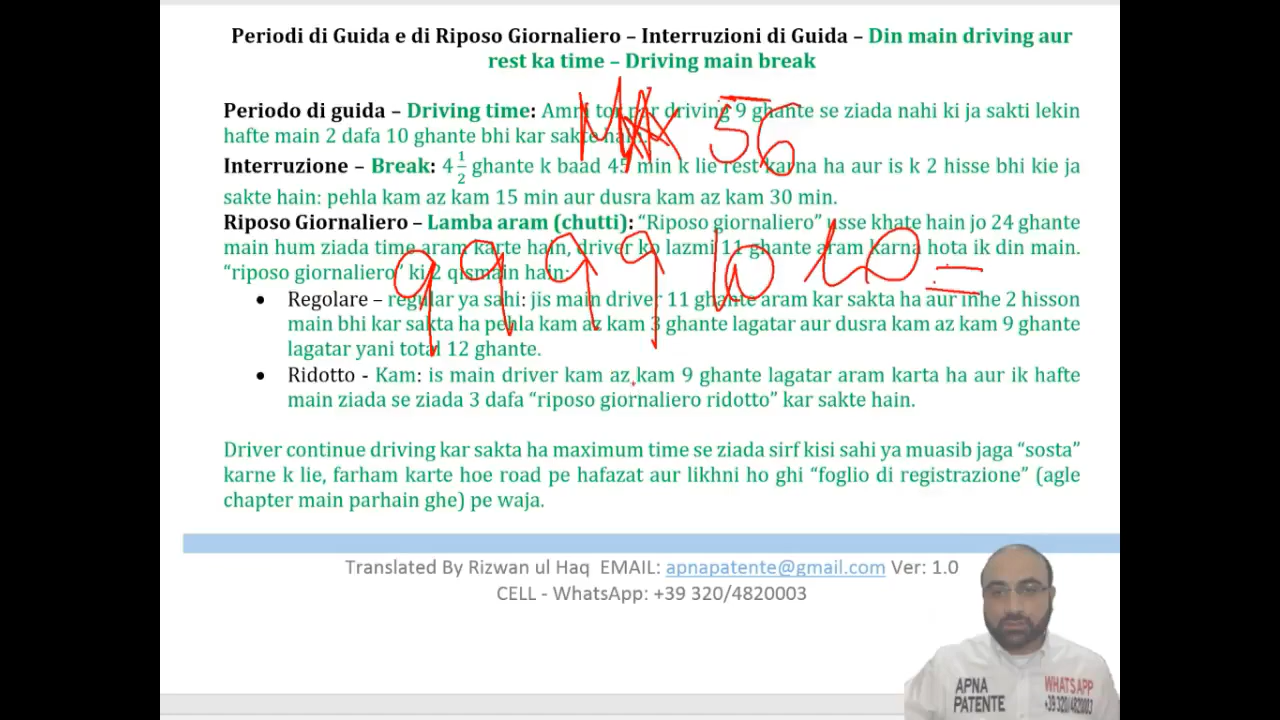 Periodi di Guida e di Riposo Giornaliero – Interruzioni di Guida – Din main driving aur
rest ka time – Driving main break
Periodo di guida – Driving time: Amri tor par driving 9 ghante se ziada nahi ki ja sakti lekin
hafte main 2 dafa 10 ghante bhi kar sakte hain.
MAX 56
Interruzione – Break: 4 1/2 ghante k baad 45 min k lie rest karna ha aur is k 2 hisse bhi kie ja
sakte hain: pehla kam az kam 15 min aur dusra kam az kam 30 min.
Riposo Giornaliero – Lamba aram (chutti): “Riposo giornaliero” usse khate hain jo 24 ghante
main hum ziada time aram karte hain, driver ko lazmi 11 ghante aram karna hota ik din main.
“riposo giornaliero” ki 2 qismain hain:
9 9 9 9 10 10 =
• Regolare – regular ya sahi: jis main driver 11 ghante aram kar sakta ha aur inhe 2 hisson
main bhi kar sakta ha pehla kam az kam 3 ghante lagatar aur dusra kam az kam 9 ghante
lagatar yani total 12 ghante.
• Ridotto - Kam: is main driver kam az kam 9 ghante lagatar aram karta ha aur ik hafte
main ziada se ziada 3 dafa “riposo giornaliero ridotto” kar sakte hain.
Driver continue driving kar sakta ha maximum time se ziada sirf kisi sahi ya muasib jaga “sosta”
karne k lie, farham karte hoe road pe hafazat aur likhni ho ghi “foglio di registrazione” (agle
chapter main parhain ghe) pe waja.
Translated By Rizwan ul Haq EMAIL: apnapatente@gmail.com Ver: 1.0
CELL - WhatsApp: +39 320/4820003
APNA
PATENTE
WHATSAPP
+39 320/4820003